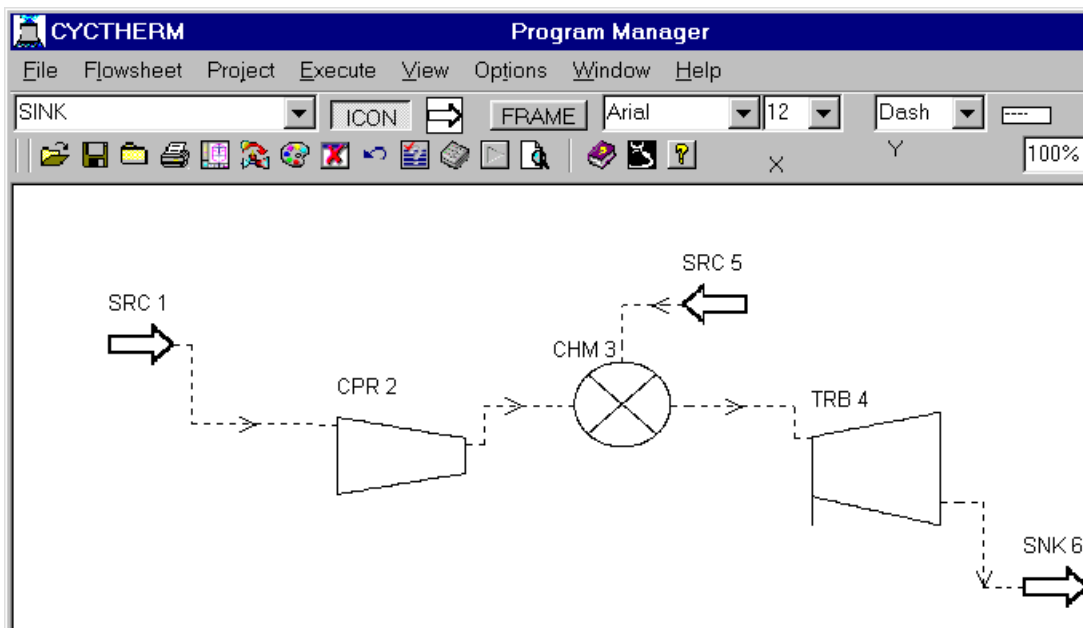 CYCTHERM Program Manager
File Flowsheet Project Execute View Options Window Help
SINK ICON FRAME Arial 12 Dash
X Y 100%
SRC 5
SRC 1
CHM 3
CPR 2
TRB 4
SNK 6